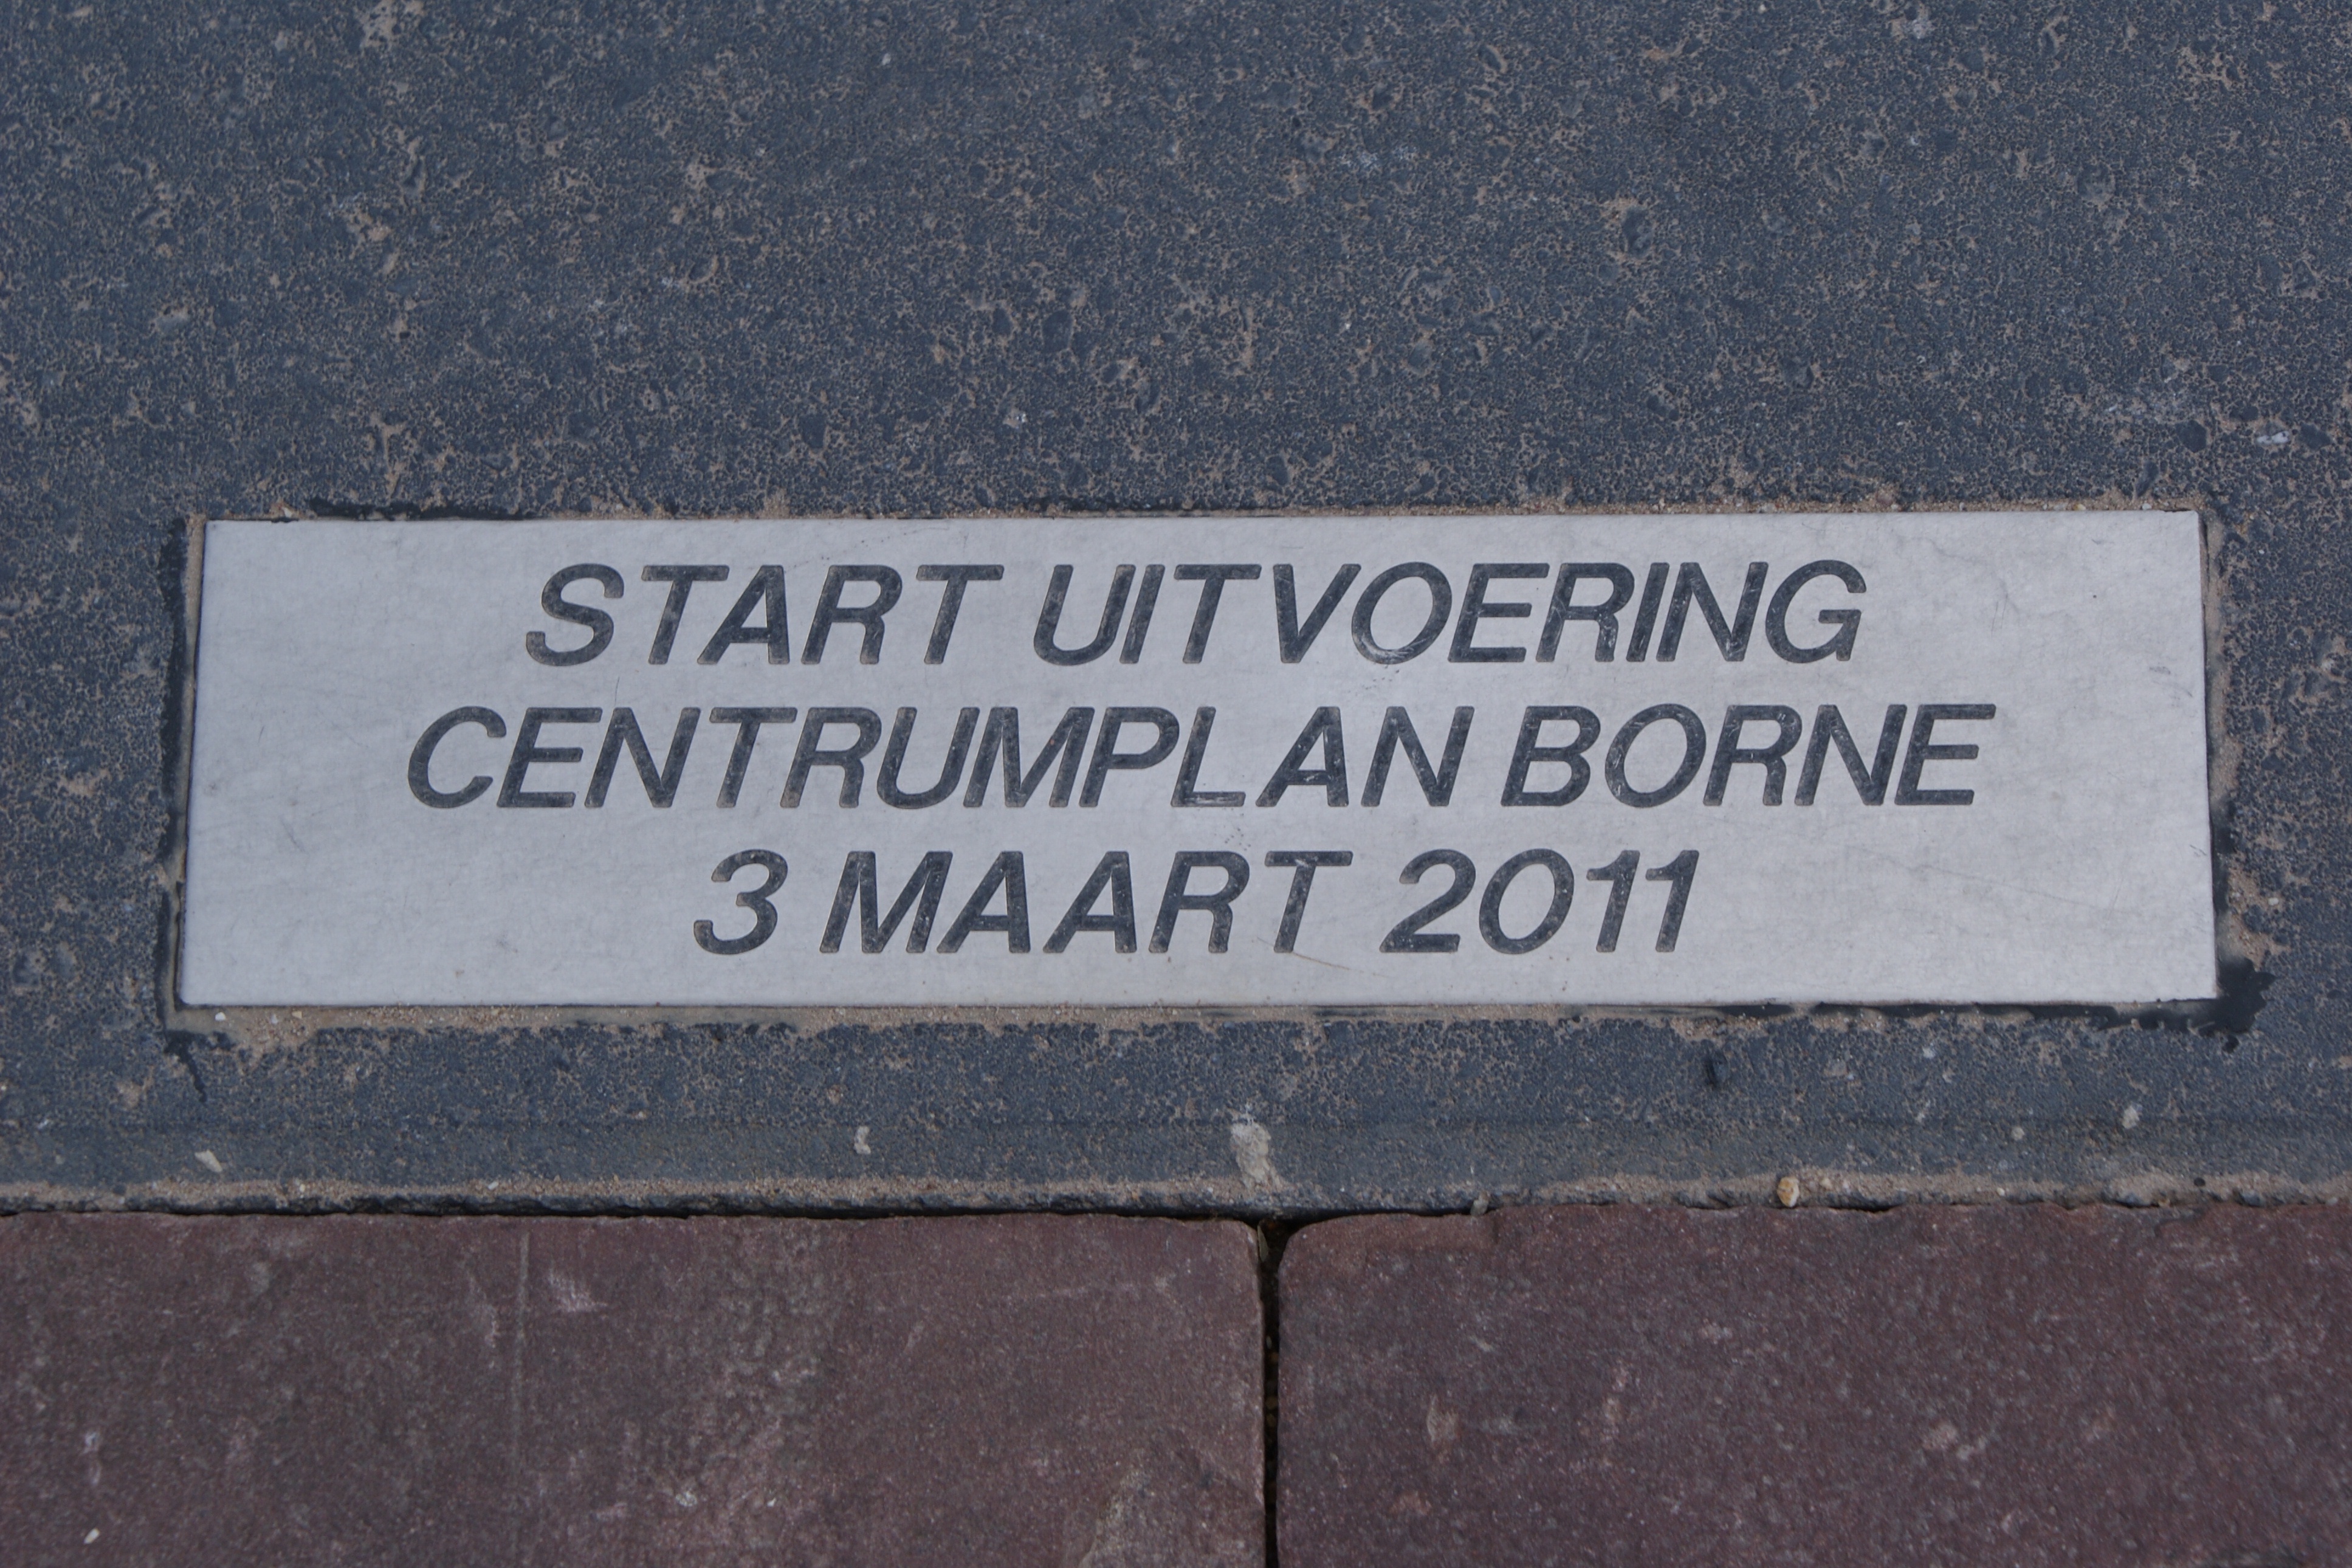 START UITVOERING
CENTRUMPLAN BORNE
3 MAART 2011